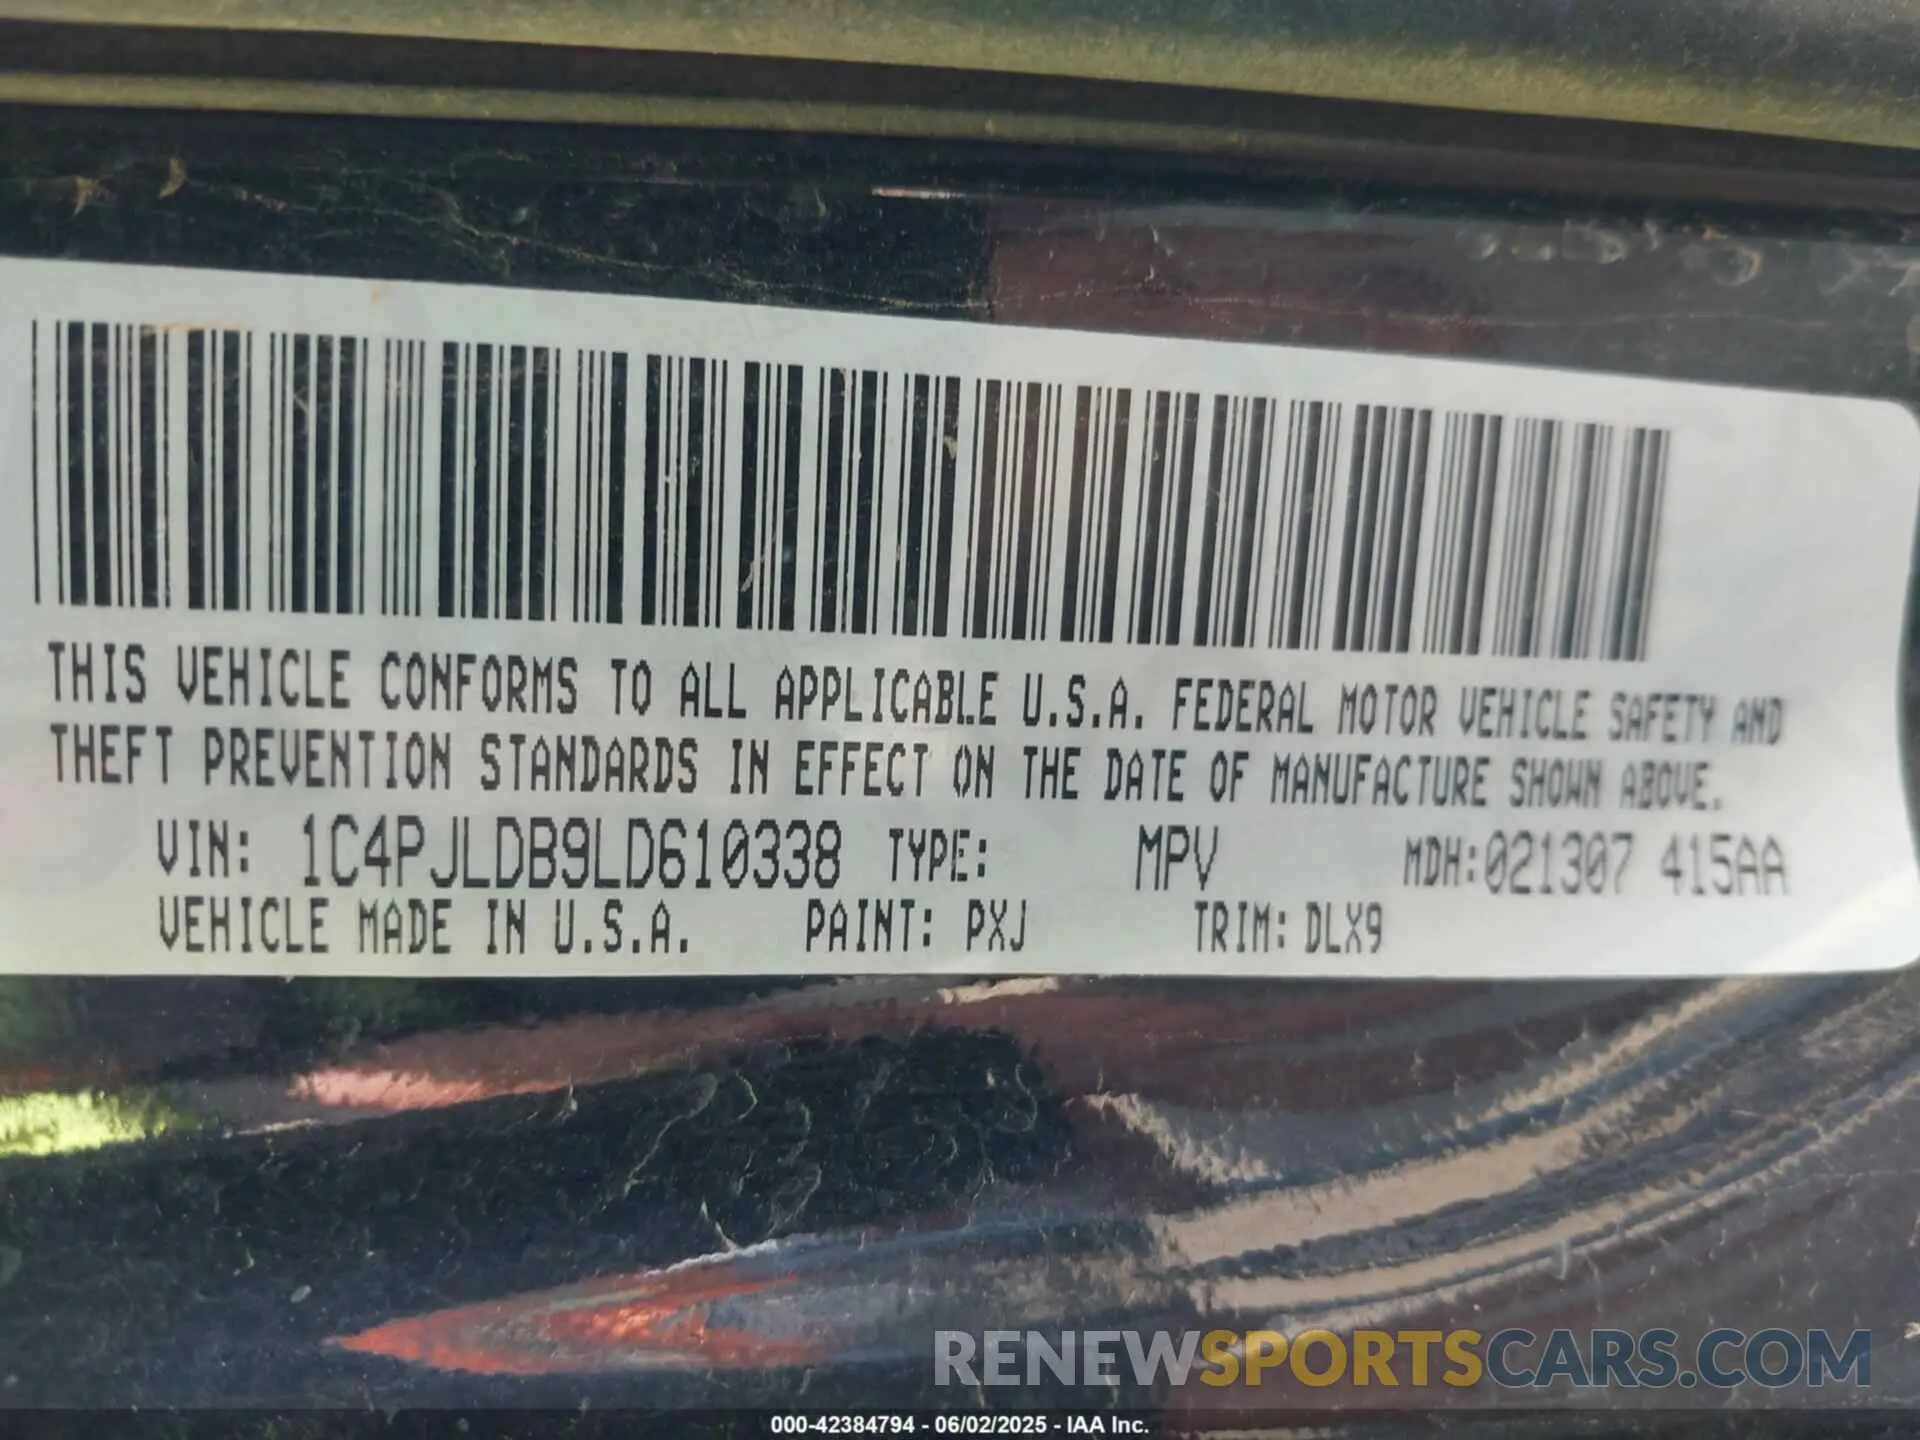 THIS VEHICLE CONFORMS TO ALL APPLICABLE U.S.A. FEDERAL MOTOR VEHICLE SAFETY AND
THEFT PREVENTION STANDARDS IN EFFECT ON THE DATE OF MANUFACTURE SHOWN ABOVE.
VIN: 1C4PJLDB9LD610338 TYPE: MPV MDH:021307 415AA
VEHICLE MADE IN U.S.A. PAINT: PXJ TRIM: DLX9
RENEWSPORTSCARS.COM
000-42384794 - 06/02/2025 - IAA Inc.